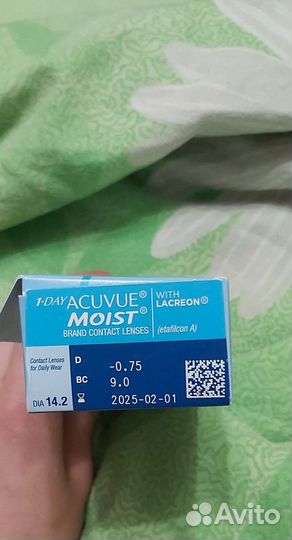 1-DAY ACUVUE®
MOIST®
WITH
LACREON®
BRAND CONTACT LENSES
(etafilcon A)
Contact Lenses
for Daily Wear
D -0.75
BC 9.0
DIA 14.2
2025-02-01
Avito